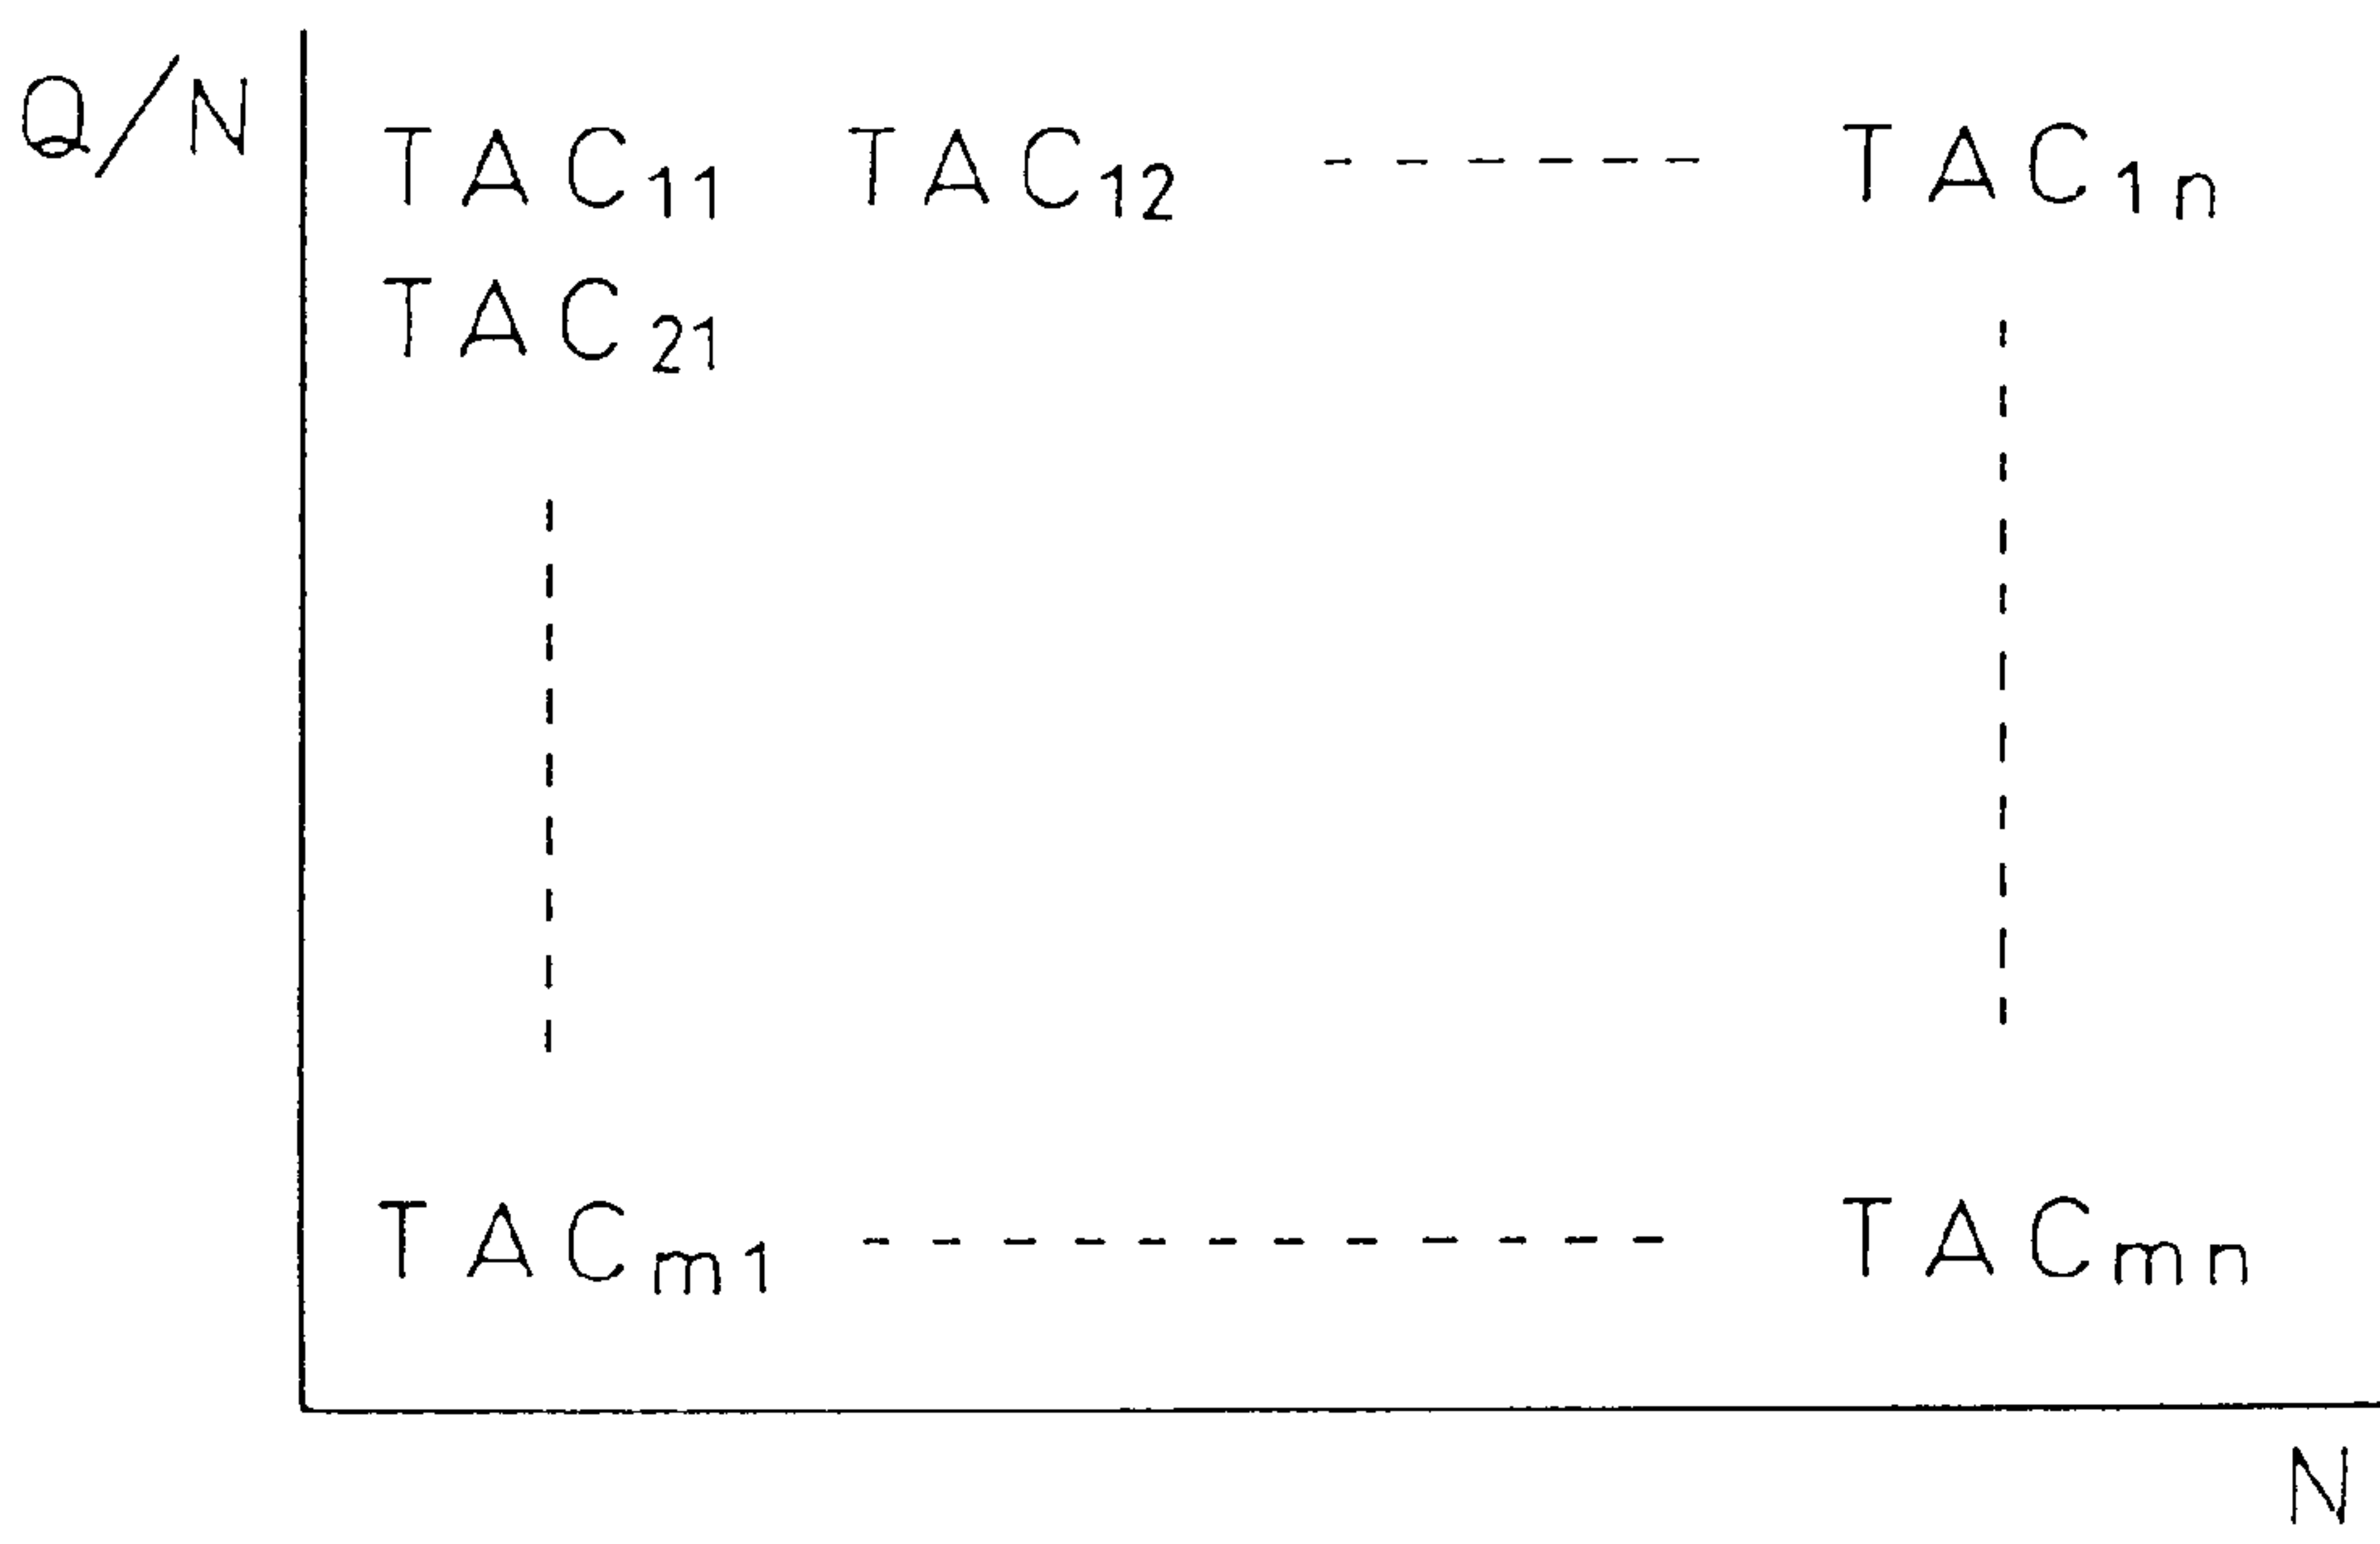 Q/N
TAC₁₁ TAC₁₂ ------ TAC₁ₙ
TAC₂₁
TACₘ₁ ------------ TACₘₙ
N